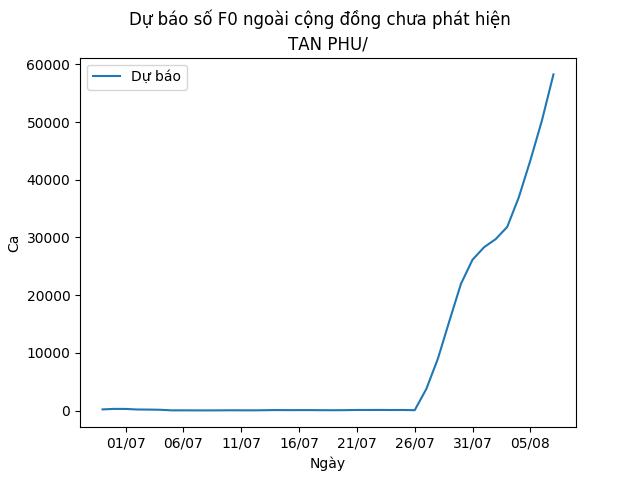 Dự báo số F0 ngoài cộng đồng chưa phát hiện
TAN PHU/
Dự báo
60000
50000
40000
30000
20000
10000
0
Ca
01/07 06/07 11/07 16/07 21/07 26/07 31/07 05/08
Ngày